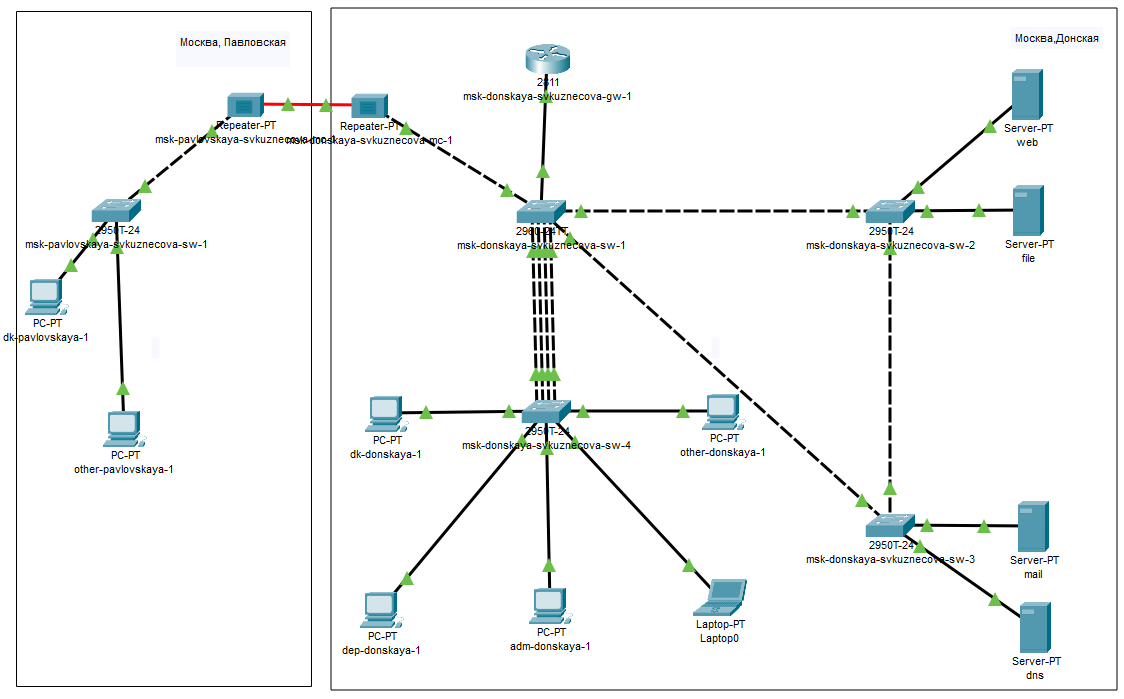 Москва, Павловская
Москва,Донская
2811
msk-donskaya-svkuznecova-gw-1
Repeater-PT
msk-pavlovskaya-svkuznecova-mc-1
Repeater-PT
msk-donskaya-svkuznecova-mc-1
Server-PT
web
2950T-24
msk-pavlovskaya-svkuznecova-sw-1
2960-24TT
msk-donskaya-svkuznecova-sw-1
2950T-24
msk-donskaya-svkuznecova-sw-2
Server-PT
file
PC-PT
dk-pavlovskaya-1
PC-PT
other-pavlovskaya-1
PC-PT
dk-donskaya-1
2950T-24
msk-donskaya-svkuznecova-sw-4
PC-PT
other-donskaya-1
2950T-24
msk-donskaya-svkuznecova-sw-3
Server-PT
mail
PC-PT
dep-donskaya-1
PC-PT
adm-donskaya-1
Laptop-PT
Laptop0
Server-PT
dns